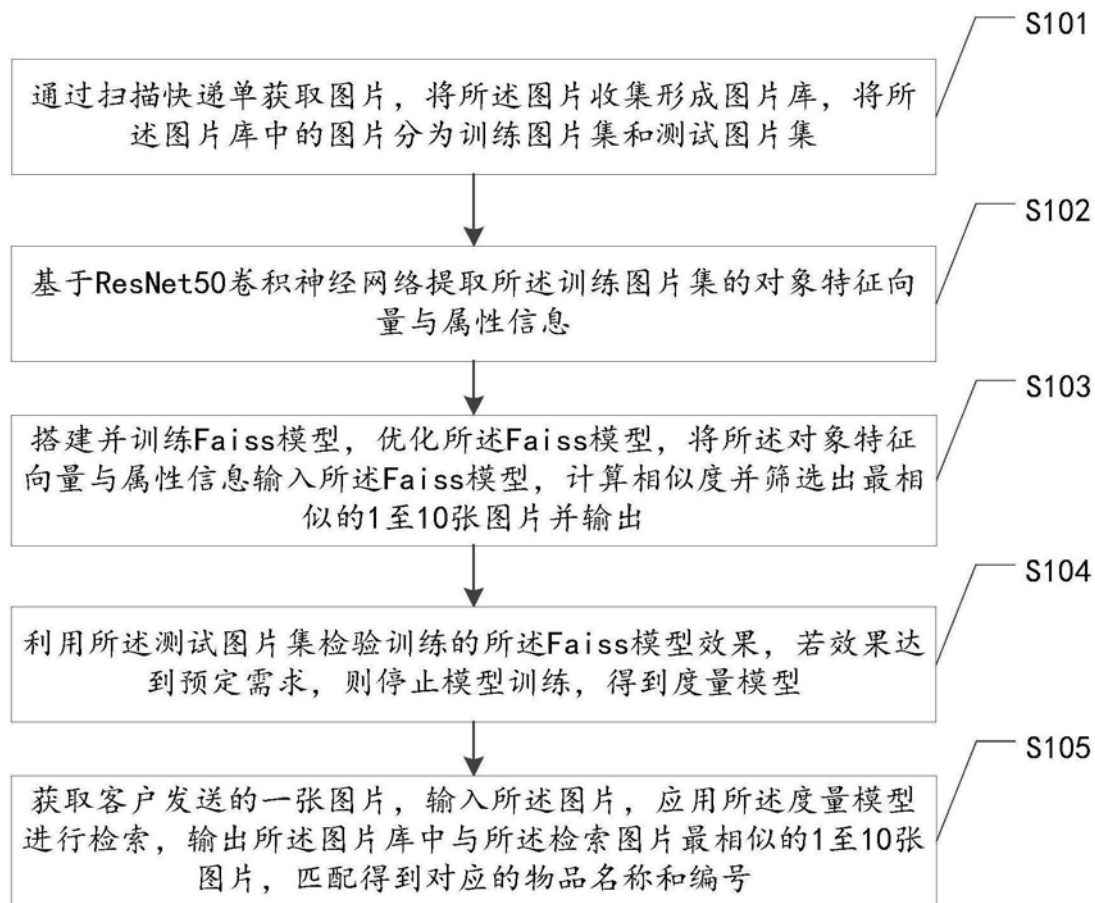 S101
通过扫描快递单获取图片，将所述图片收集形成图片库，将所
述图片库中的图片分为训练图片集和测试图片集
S102
基于ResNet50卷积神经网络提取所述训练图片集的对象特征向
量与属性信息
S103
搭建并训练Faiss模型，优化所述Faiss模型，将所述对象特征
向量与属性信息输入所述Faiss模型，计算相似度并筛选出最相
似的1至10张图片并输出
S104
利用所述测试图片集检验训练的所述Faiss模型效果，若效果达
到预定需求，则停止模型训练，得到度量模型
S105
获取客户发送的一张图片，输入所述图片，应用所述度量模型
进行检索，输出所述图片库中与所述检索图片最相似的1至10张
图片，匹配得到对应的物品名称和编号